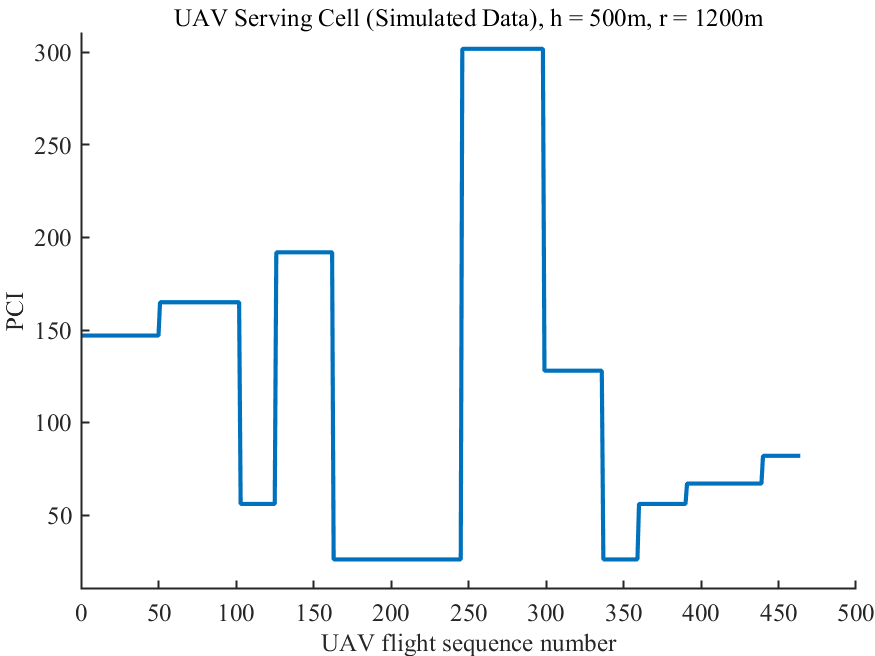 UAV Serving Cell (Simulated Data), h = 500m, r = 1200m
300
250
200
150
100
50
PCI
0 50 100 150 200 250 300 350 400 450 500
UAV flight sequence number